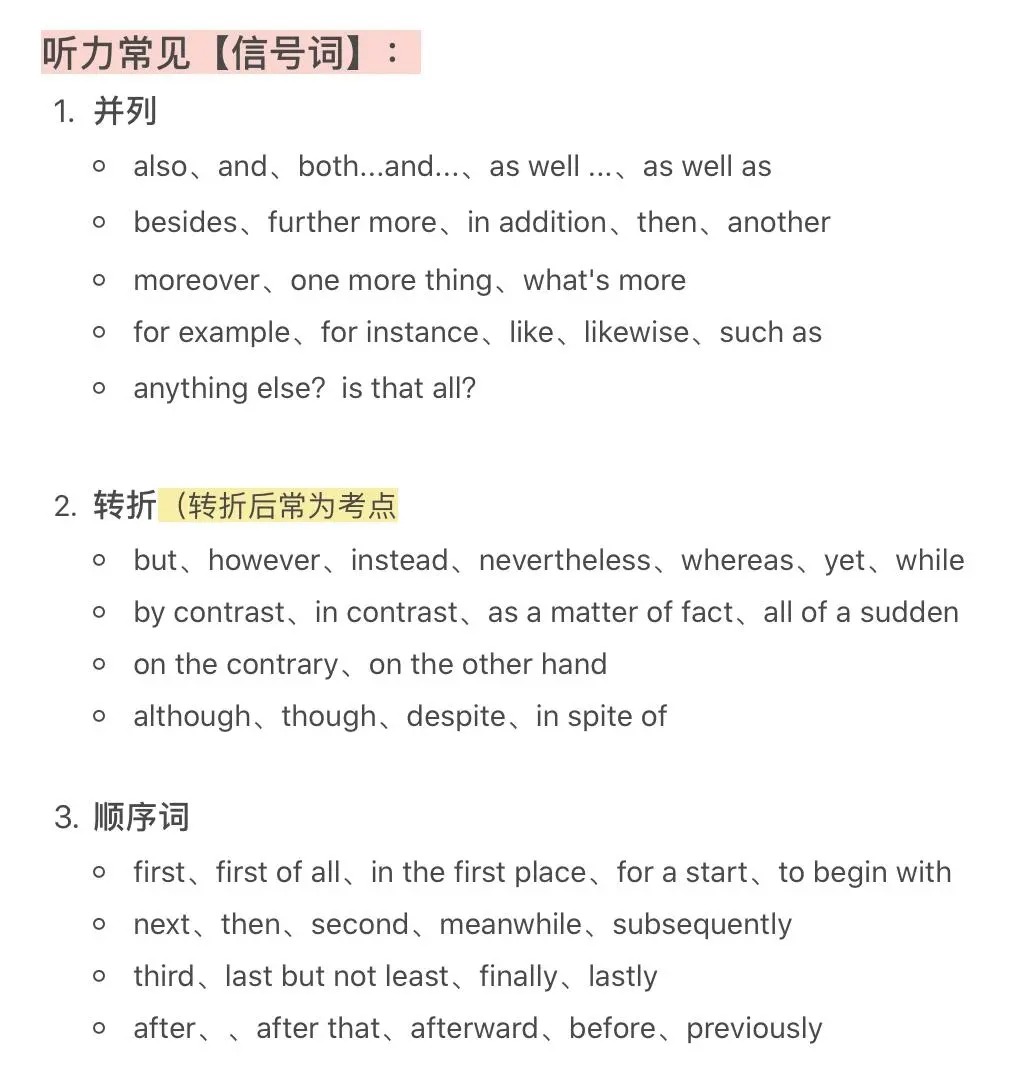 听力常见【信号词】：
1. 并列
also、and、both...and...、as well ...、as well as
besides、further more、in addition、then、another
moreover、one more thing、what's more
for example、for instance、like、likewise、such as
anything else?  is that all?
2. 转折（转折后常为考点
but、however、instead、nevertheless、whereas、yet、while
by contrast、in contrast、as a matter of fact、all of a sudden
on the contrary、on the other hand
although、though、despite、in spite of
3. 顺序词
first、first of all、in the first place、for a start、to begin with
next、then、second、meanwhile、subsequently
third、last but not least、finally、lastly
after、、after that、afterward、before、previously